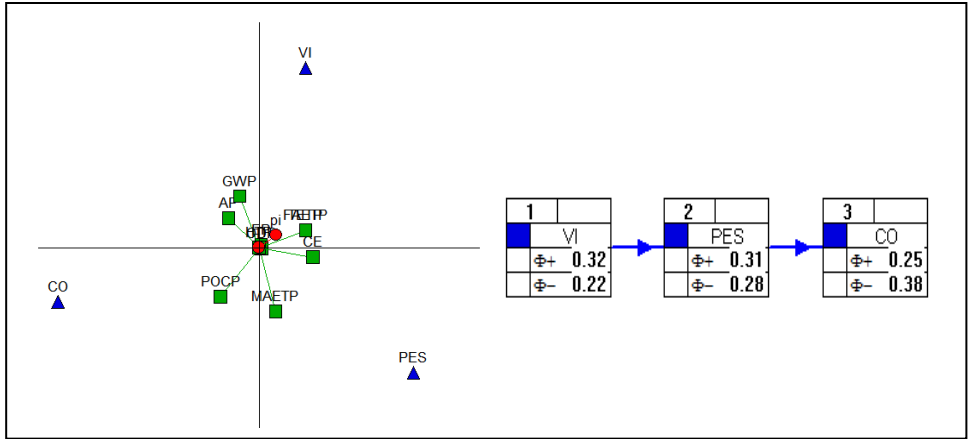 VI
GWP
AP
pi
CE
POCP
MAETP
CO
PES
1
VI
Φ+ 0.32
Φ− 0.22
2
PES
Φ+ 0.31
Φ− 0.28
3
CO
Φ+ 0.25
Φ− 0.38